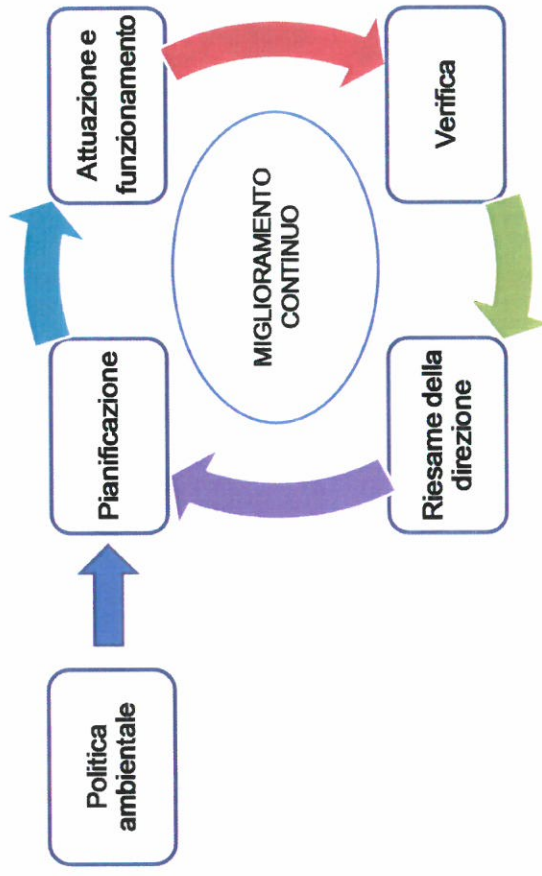 Politica
ambientale
Pianificazione
Attuazione e
funzionamento
Verifica
Riesame della
direzione
MIGLIORAMENTO
CONTINUO